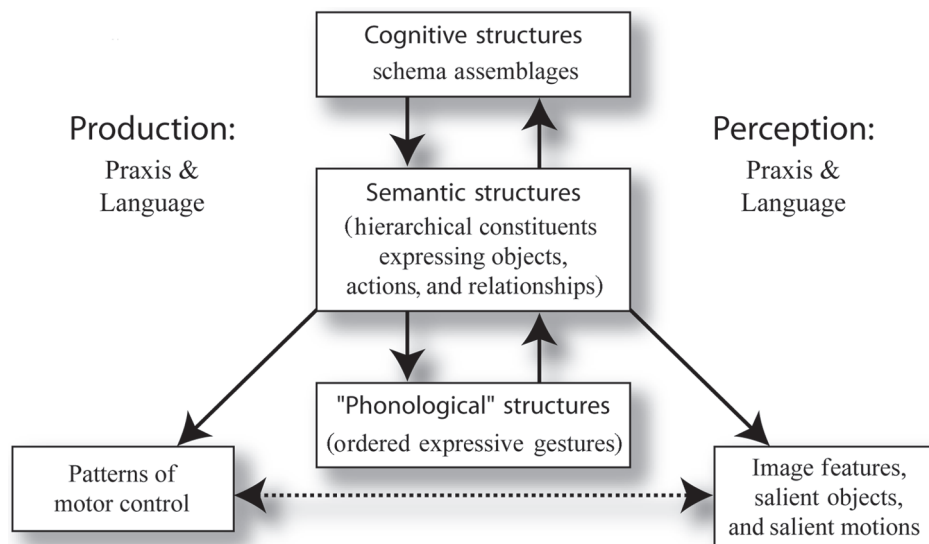 Cognitive structures
schema assemblages
Production:
Praxis &
Language
Perception:
Praxis &
Language
Semantic structures
(hierarchical constituents
expressing objects,
actions, and relationships)
"Phonological" structures
(ordered expressive gestures)
Patterns of
motor control
Image features,
salient objects,
and salient motions